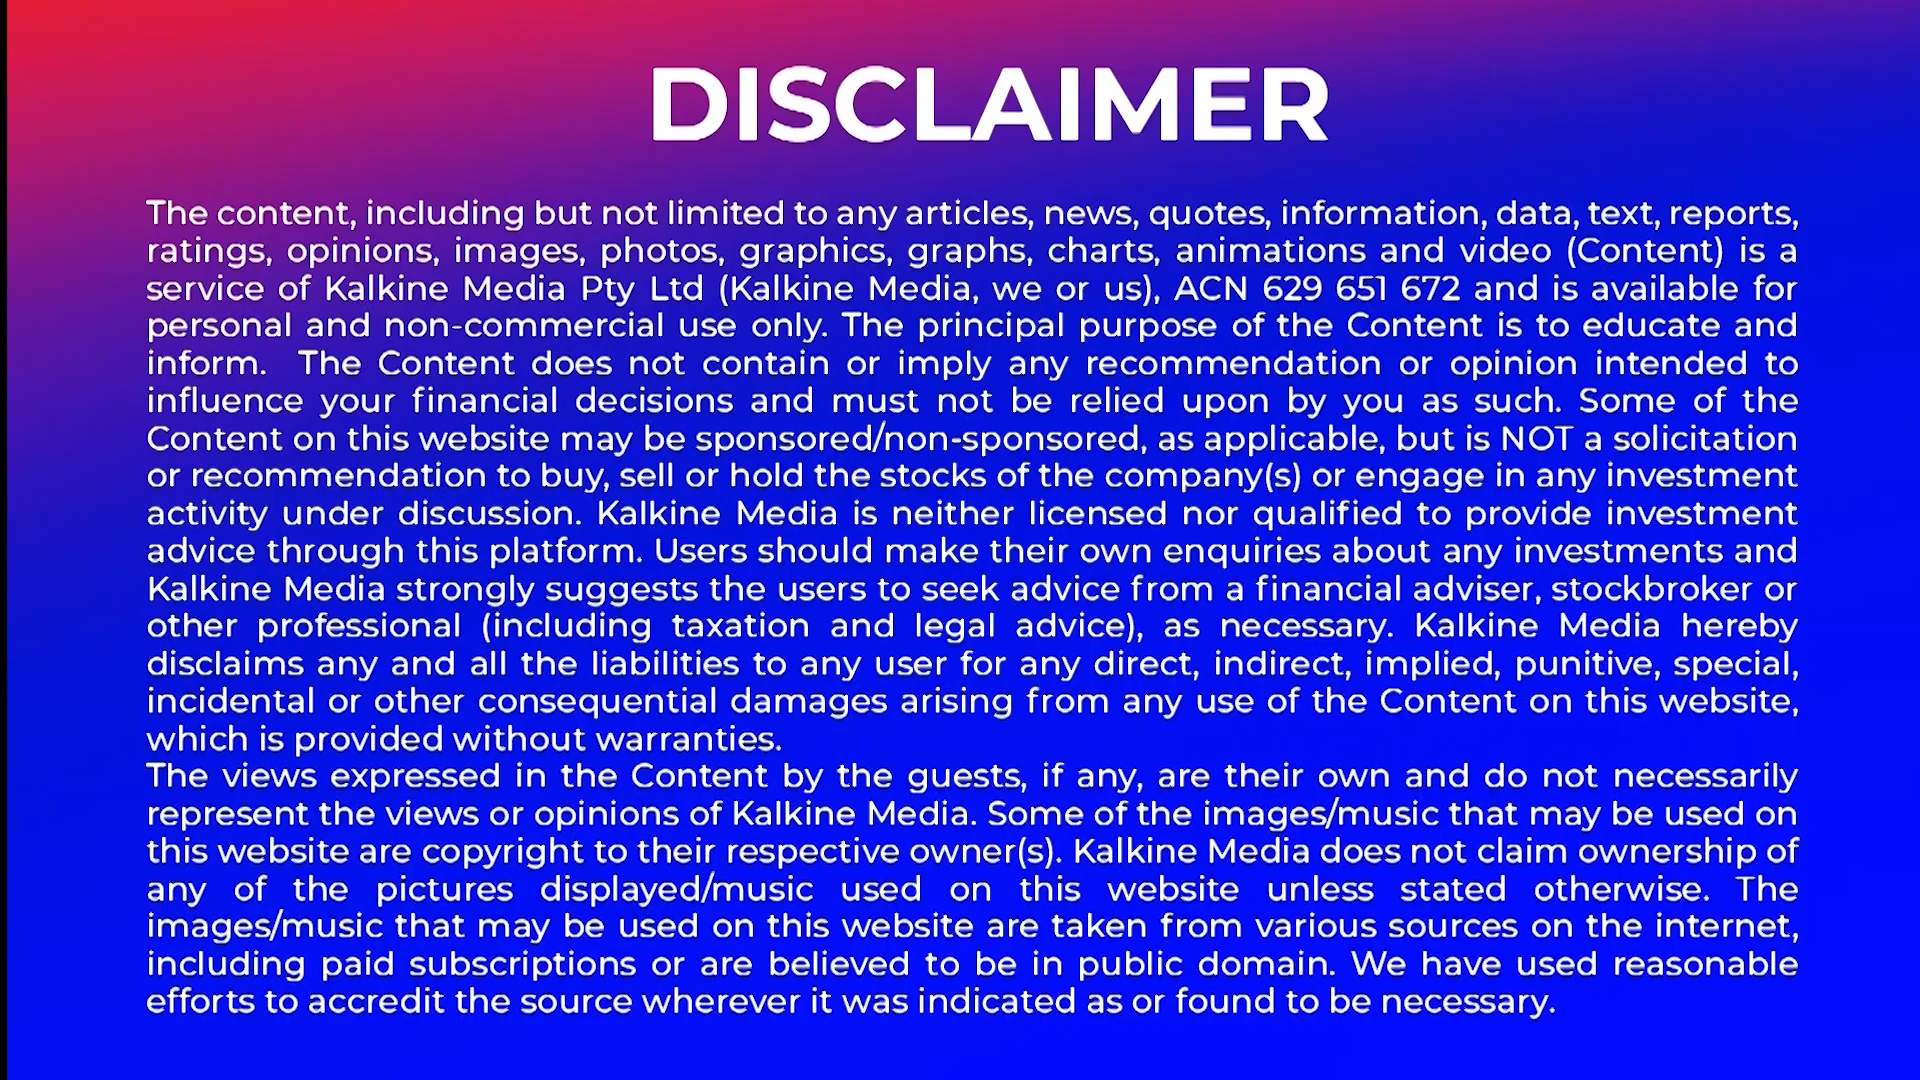 DISCLAIMER
The content, including but not limited to any articles, news, quotes, information, data, text, reports,
ratings, opinions, images, photos, graphics, graphs, charts, animations and video (Content) is a
service of Kalkine Media Pty Ltd (Kalkine Media, we or us), ACN 629 651 672 and is available for
personal and non-commercial use only. The principal purpose of the Content is to educate and
inform.  The Content does not contain or imply any recommendation or opinion intended to
influence your financial decisions and must not be relied upon by you as such. Some of the
Content on this website may be sponsored/non-sponsored, as applicable, but is NOT a solicitation
or recommendation to buy, sell or hold the stocks of the company(s) or engage in any investment
activity under discussion. Kalkine Media is neither licensed nor qualified to provide investment
advice through this platform. Users should make their own enquiries about any investments and
Kalkine Media strongly suggests the users to seek advice from a financial adviser, stockbroker or
other professional (including taxation and legal advice), as necessary. Kalkine Media hereby
disclaims any and all the liabilities to any user for any direct, indirect, implied, punitive, special,
incidental or other consequential damages arising from any use of the Content on this website,
which is provided without warranties.
The views expressed in the Content by the guests, if any, are their own and do not necessarily
represent the views or opinions of Kalkine Media. Some of the images/music that may be used on
this website are copyright to their respective owner(s). Kalkine Media does not claim ownership of
any of the pictures displayed/music used on this website unless stated otherwise. The
images/music that may be used on this website are taken from various sources on the internet,
including paid subscriptions or are believed to be in public domain. We have used reasonable
efforts to accredit the source wherever it was indicated as or found to be necessary.